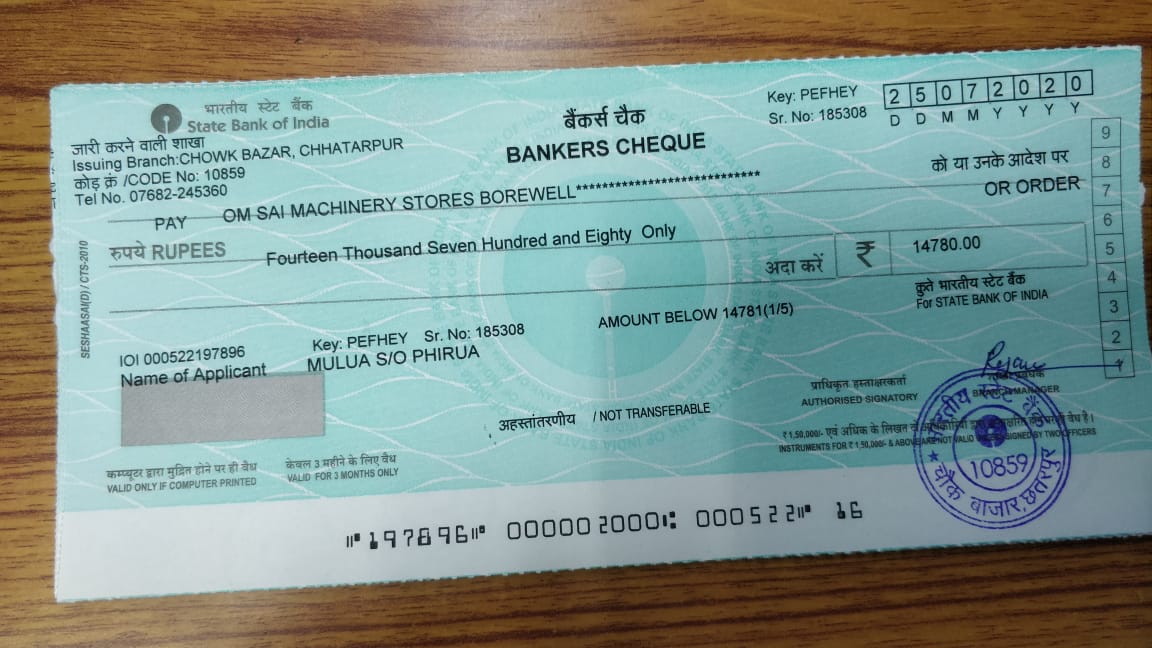 भारतीय स्टेट बैंक
State Bank of India
जारी करने वाली शाखा
Issuing Branch:CHOWK BAZAR, CHHATARPUR
कोड़ क्रं /CODE No: 10859
Tel No. 07682-245360
बैंकर्स चैक
BANKERS CHEQUE
Key: PEFHEY
Sr. No: 185308
2 5 0 7 2 0 2 0
D D M M Y Y Y Y
PAY OM SAI MACHINERY STORES BOREWELL****************************
को या उनके आदेश पर
OR ORDER
रुपये RUPEES Fourteen Thousand Seven Hundred and Eighty Only
अदा करें ₹ 14780.00
कृते भारतीय स्टेट बैंक
For STATE BANK OF INDIA
IOI 000522197896 Key: PEFHEY Sr. No: 185308 AMOUNT BELOW 14781(1/5)
Name of Applicant MULUA S/O PHIRUA
अहस्तांतरणीय / NOT TRANSFERABLE
प्राधिकृत हस्ताक्षरकर्ता
AUTHORISED SIGNATORY
BRANCH MANAGER
₹ 1,50,000/- एवं अधिक के लिखत
INSTRUMENTS FOR ₹ 1,50,000/- & ABOVE ARE NOT VALID SIGNED BY TWO OFFICERS
कम्प्यूटर द्वारा मुद्रित होने पर ही वैध
VALID ONLY IF COMPUTER PRINTED
केवल 3 महीने के लिए वैध
VALID FOR 3 MONTHS ONLY
SESHAASAI(D) / CTS-2010
9
8
7
6
5
4
3
2
1
भारतीय स्टेट बैंक
10859
चौक बाजार, छतरपुर
⑈197896⑈ 000002000⑆ 000522⑈ 16